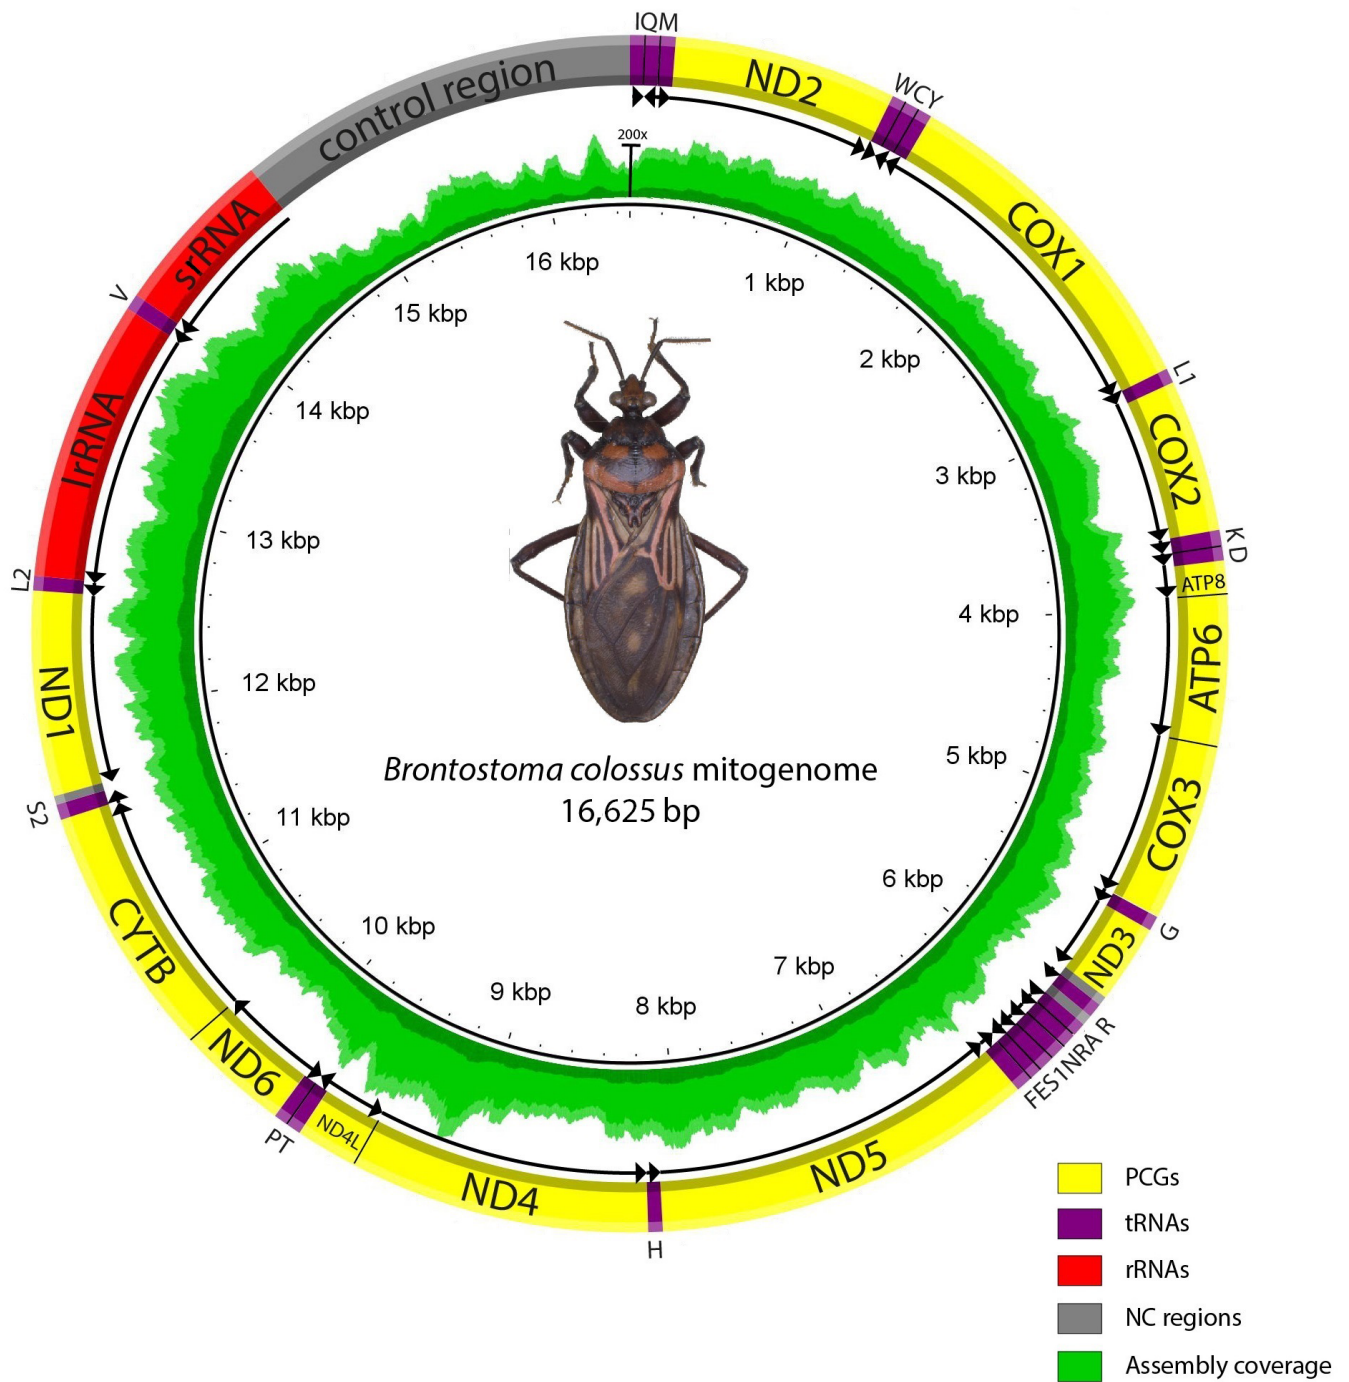 IQM
ND2
WCY
COX1
L1
COX2
K D
ATP8
ATP6
COX3
G
ND3
FES1NRA R
ND5
H
ND4
ND4L
PT
ND6
CYTB
S2
ND1
L2
lrRNA
V
srRNA
control region
200x
1 kbp
2 kbp
3 kbp
4 kbp
5 kbp
6 kbp
7 kbp
8 kbp
9 kbp
10 kbp
11 kbp
12 kbp
13 kbp
14 kbp
15 kbp
16 kbp
Brontostoma colossus mitogenome
16,625 bp
PCGs
tRNAs
rRNAs
NC regions
Assembly coverage